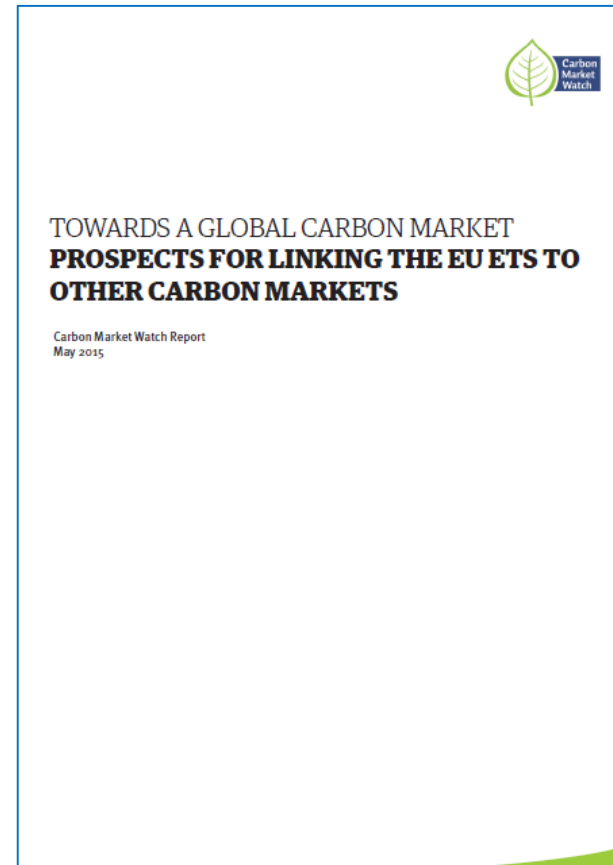 Carbon
Market
Watch
TOWARDS A GLOBAL CARBON MARKET
PROSPECTS FOR LINKING THE EU ETS TO
OTHER CARBON MARKETS
Carbon Market Watch Report
May 2015